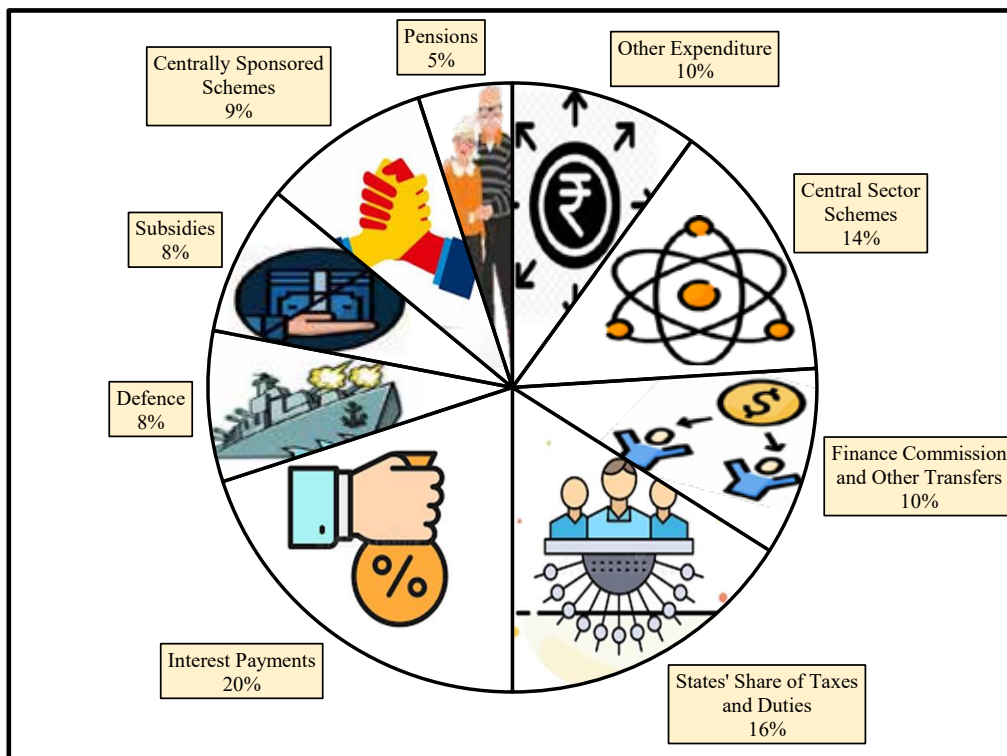 Pensions
5%
Other Expenditure
10%
Centrally Sponsored
Schemes
9%
Central Sector
Schemes
14%
Subsidies
8%
Defence
8%
Finance Commission
and Other Transfers
10%
Interest Payments
20%
States' Share of Taxes
and Duties
16%
₹
$
%